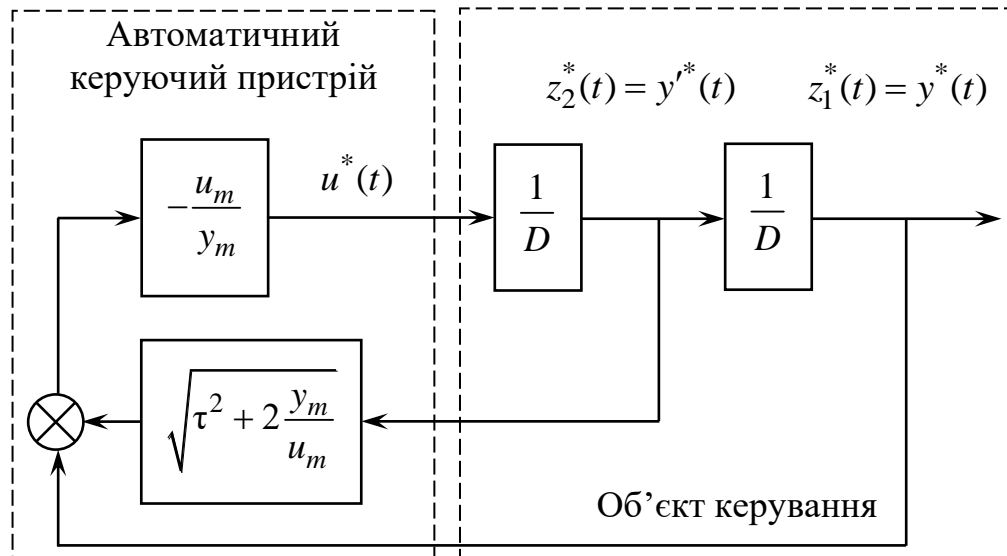 Автоматичний
керуючий пристрій
z₂*(t) = y′*(t)
z₁*(t) = y*(t)
−u_m/y_m
u*(t)
1/D
1/D
√(τ² + 2 y_m/u_m)
Об’єкт керування